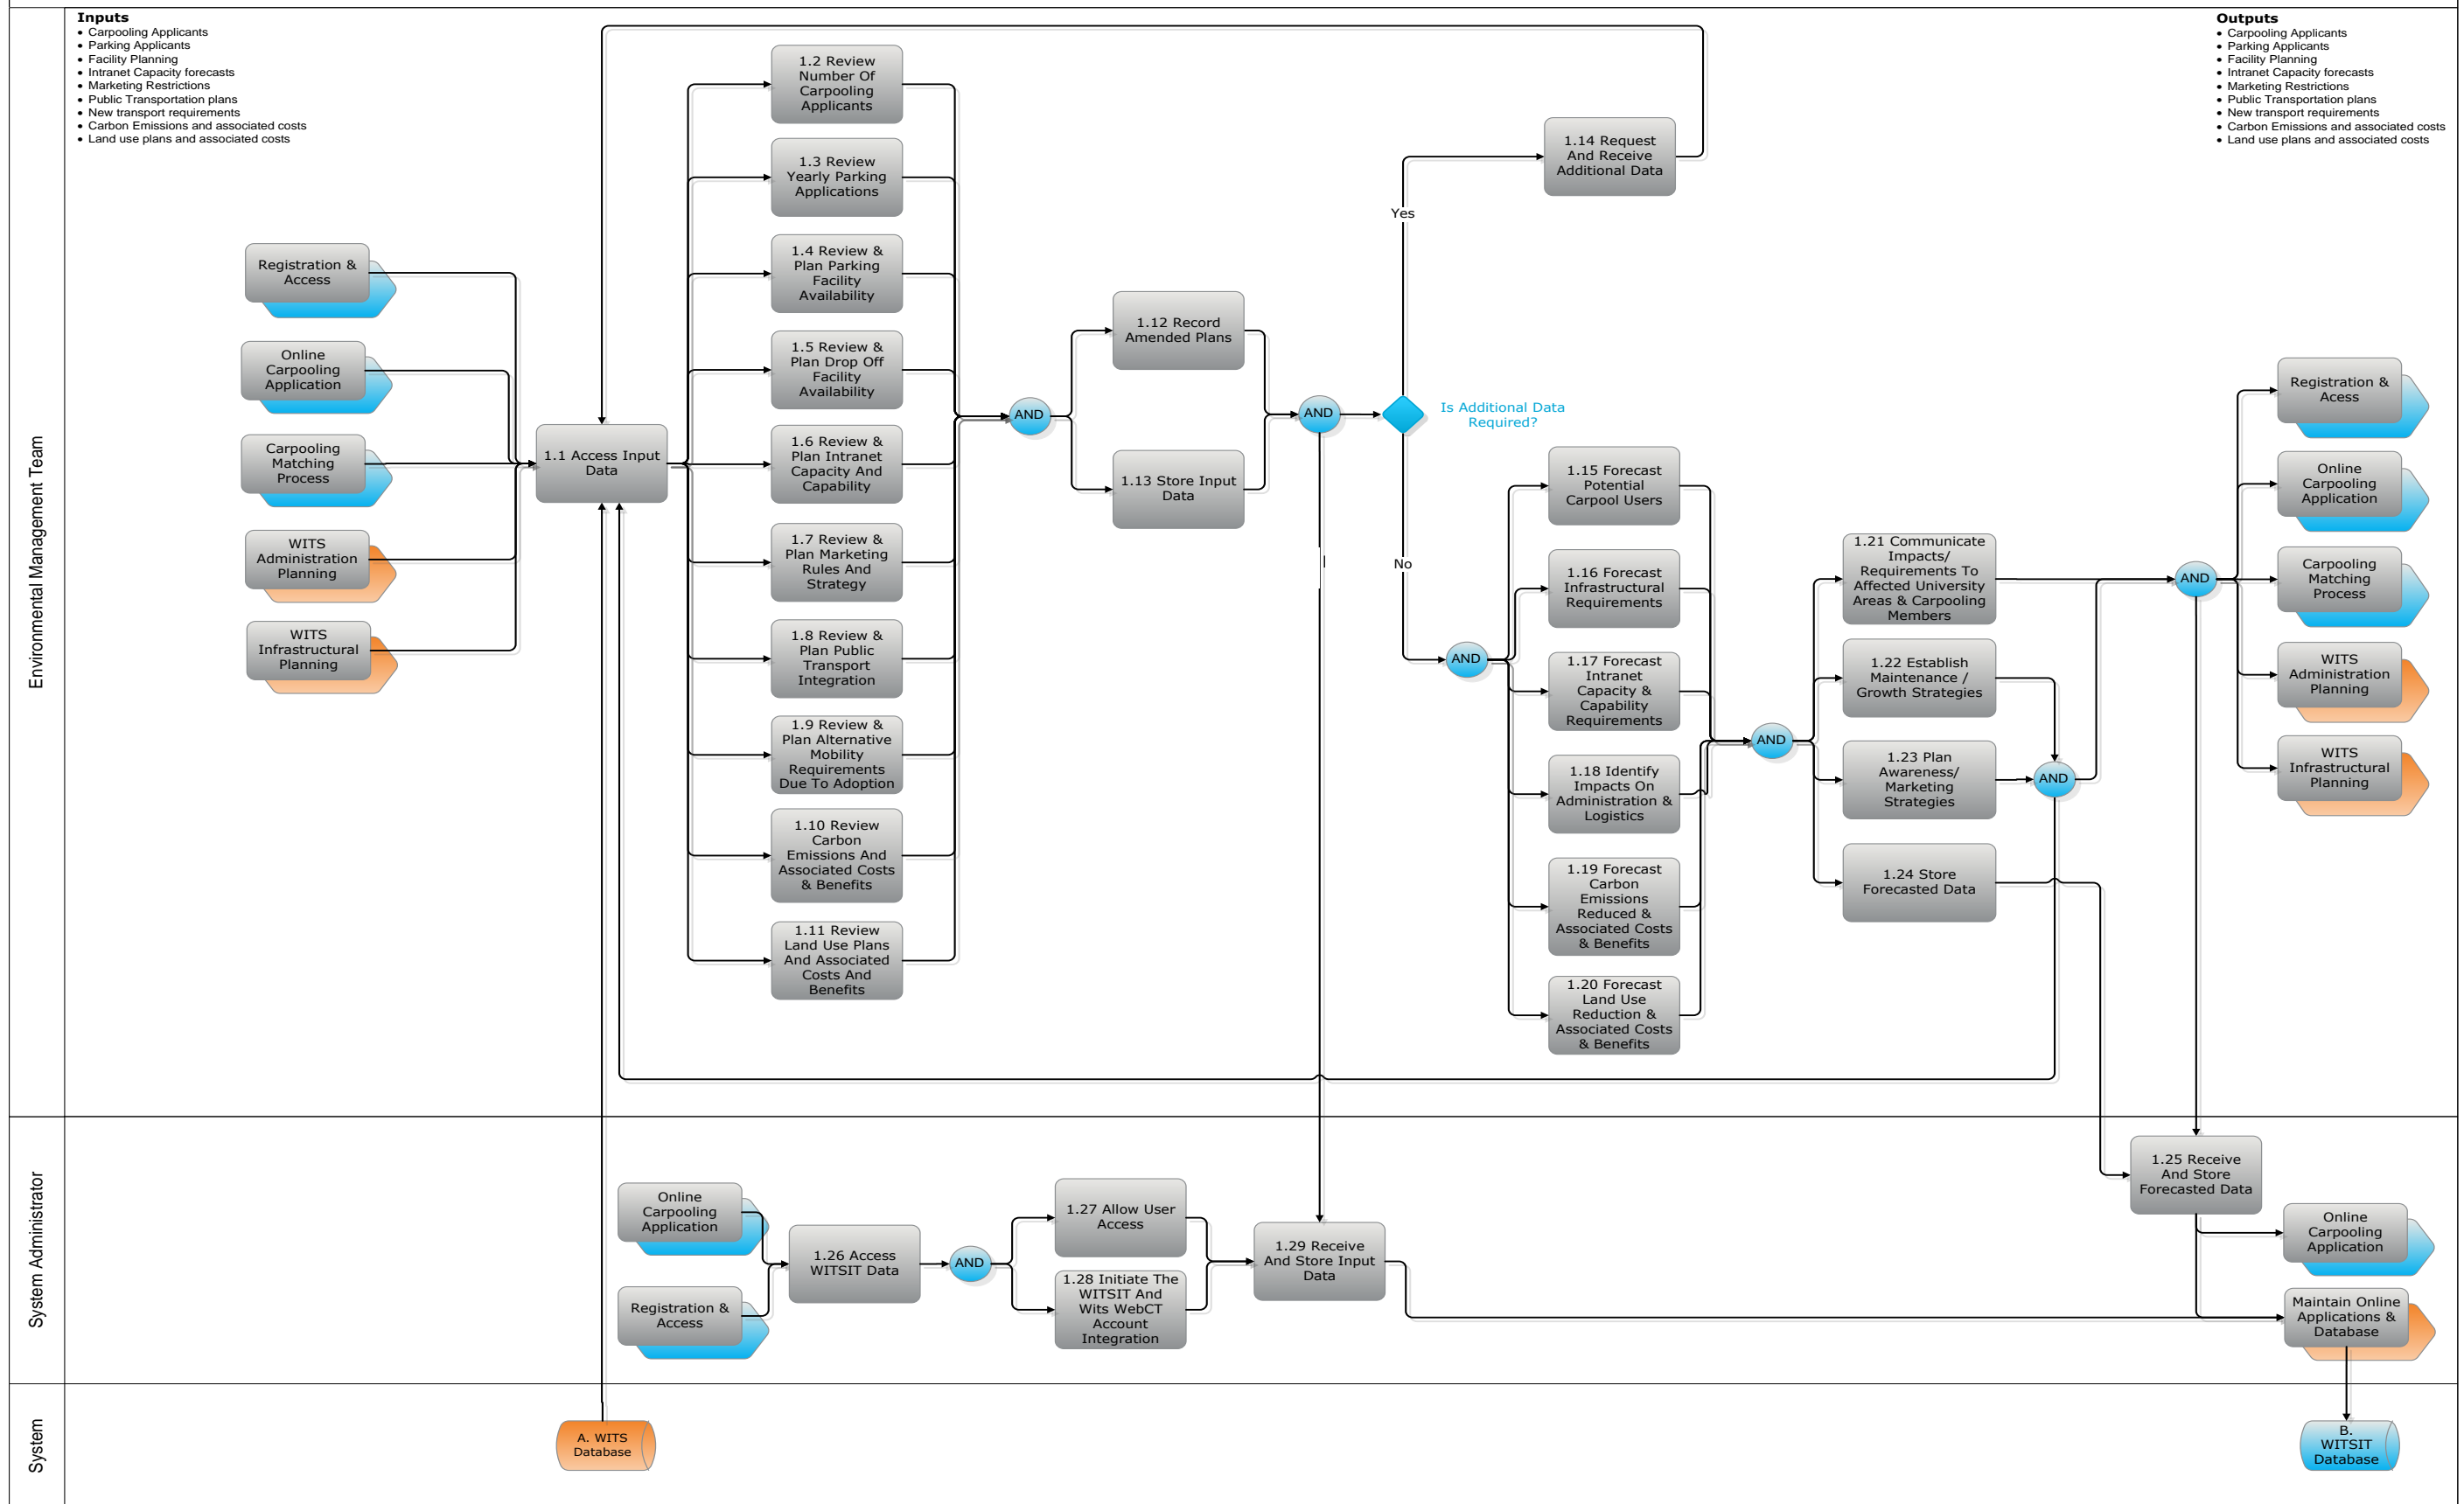 Inputs
• Carpooling Applicants
• Parking Applicants
• Facility Planning
• Intranet Capacity forecasts
• Marketing Restrictions
• Public Transportation plans
• New transport requirements
• Carbon Emissions and associated costs
• Land use plans and associated costs
Outputs
• Carpooling Applicants
• Parking Applicants
• Facility Planning
• Intranet Capacity forecasts
• Marketing Restrictions
• Public Transportation plans
• New transport requirements
• Carbon Emissions and associated costs
• Land use plans and associated costs
Environmental Management Team
Registration &
Access
Online
Carpooling
Application
Carpooling
Matching
Process
WITS
Administration
Planning
WITS
Infrastructural
Planning
1.1 Access Input
Data
1.2 Review
Number Of
Carpooling
Applicants
1.3 Review
Yearly Parking
Applications
1.4 Review &
Plan Parking
Facility
Availability
1.5 Review &
Plan Drop Off
Facility
Availability
1.6 Review &
Plan Intranet
Capacity And
Capability
1.7 Review &
Plan Marketing
Rules And
Strategy
1.8 Review &
Plan Public
Transport
Integration
1.9 Review &
Plan Alternative
Mobility
Requirements
Due To Adoption
1.10 Review
Carbon
Emissions And
Associated Costs
& Benefits
1.11 Review
Land Use Plans
And Associated
Costs And
Benefits
AND
1.12 Record
Amended Plans
1.13 Store Input
Data
AND
Is Additional Data
Required?
Yes
No
1.14 Request
And Receive
Additional Data
AND
1.15 Forecast
Potential
Carpool Users
1.16 Forecast
Infrastructural
Requirements
1.17 Forecast
Intranet
Capacity &
Capability
Requirements
1.18 Identify
Impacts On
Administration &
Logistics
1.19 Forecast
Carbon
Emissions
Reduced &
Associated Costs
& Benefits
1.20 Forecast
Land Use
Reduction &
Associated Costs
& Benefits
AND
1.21 Communicate
Impacts/
Requirements To
Affected University
Areas & Carpooling
Members
1.22 Establish
Maintenance /
Growth Strategies
1.23 Plan
Awareness/
Marketing
Strategies
1.24 Store
Forecasted Data
AND
AND
Registration &
Acess
Online
Carpooling
Application
Carpooling
Matching
Process
WITS
Administration
Planning
WITS
Infrastructural
Planning
System Administrator
Online
Carpooling
Application
Registration &
Access
1.26 Access
WITSIT Data
AND
1.27 Allow User
Access
1.28 Initiate The
WITSIT And
Wits WebCT
Account
Integration
1.29 Receive
And Store Input
Data
1.25 Receive
And Store
Forecasted Data
Online
Carpooling
Application
Maintain Online
Applications &
Database
System
A. WITS
Database
B.
WITSIT
Database